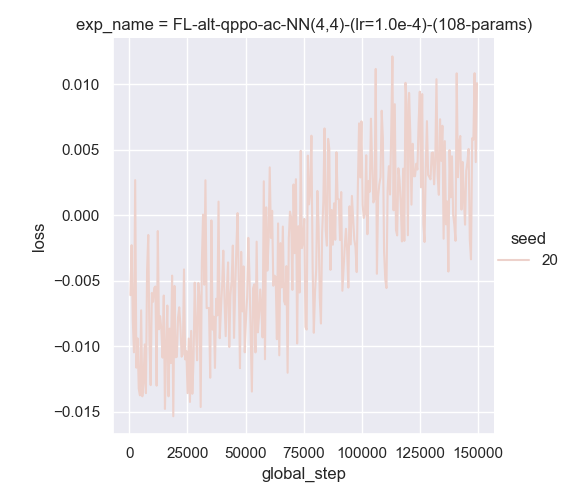 exp_name = FL-alt-qppo-ac-NN(4,4)-(lr=1.0e-4)-(108-params)
0.010
0.005
0.000
−0.005
−0.010
−0.015
loss
0 25000 50000 75000 100000 125000 150000
global_step
seed
20